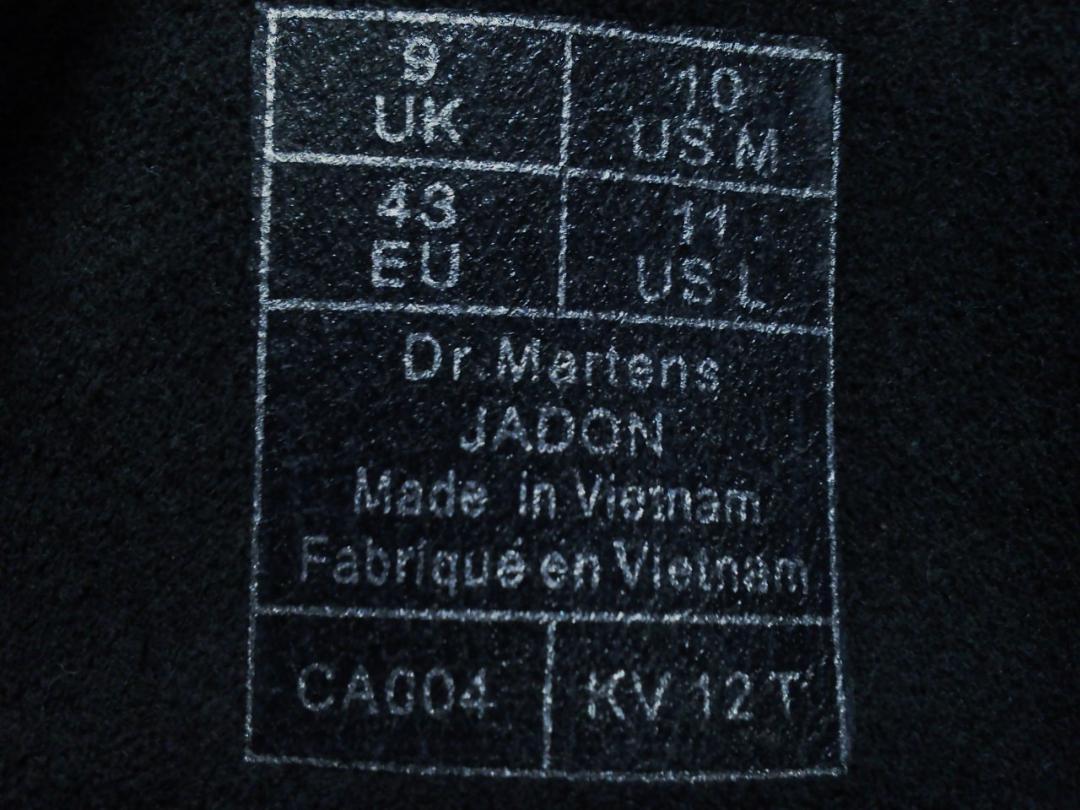 9
UK
10
US M
43
EU
11
US L
Dr. Martens
JADON
Made in Vietnam
Fabriqué en Vietnam
CA004
KV 12 T